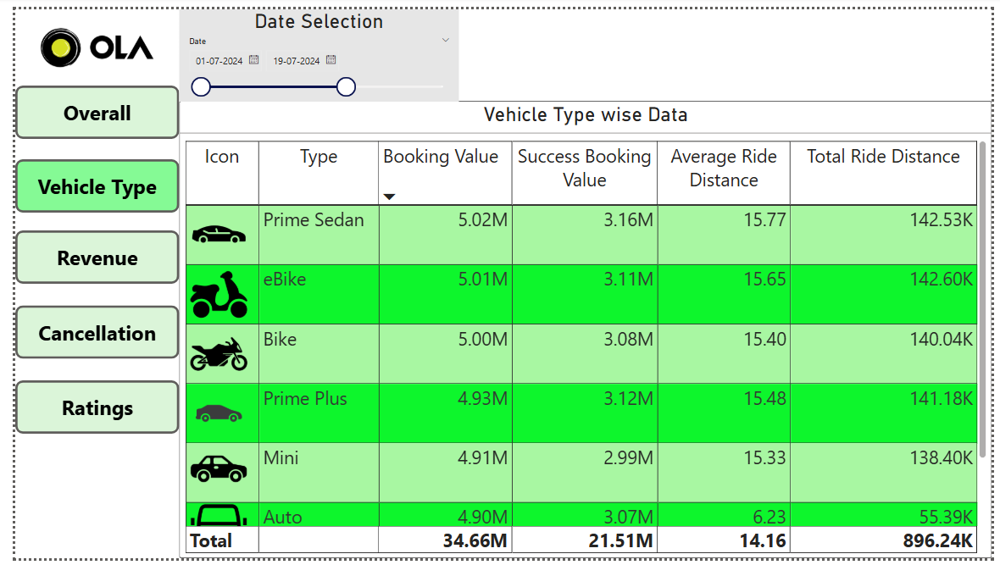 OLA
Date Selection
Date
01-07-2024 19-07-2024
Overall
Vehicle Type
Revenue
Cancellation
Ratings
Vehicle Type wise Data
Icon Type Booking Value Success Booking Average Ride Total Ride Distance
Value Distance
Prime Sedan 5.02M 3.16M 15.77 142.53K
eBike 5.01M 3.11M 15.65 142.60K
Bike 5.00M 3.08M 15.40 140.04K
Prime Plus 4.93M 3.12M 15.48 141.18K
Mini 4.91M 2.99M 15.33 138.40K
Auto 4.90M 3.07M 6.23 55.39K
Total 34.66M 21.51M 14.16 896.24K